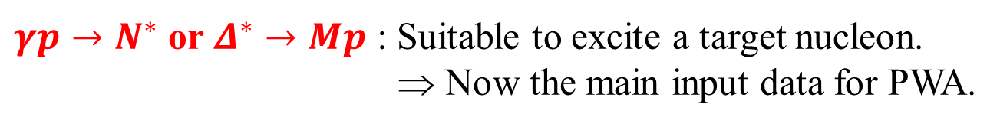 γp → N* or Δ* → Mp : Suitable to excite a target nucleon.
⇒ Now the main input data for PWA.